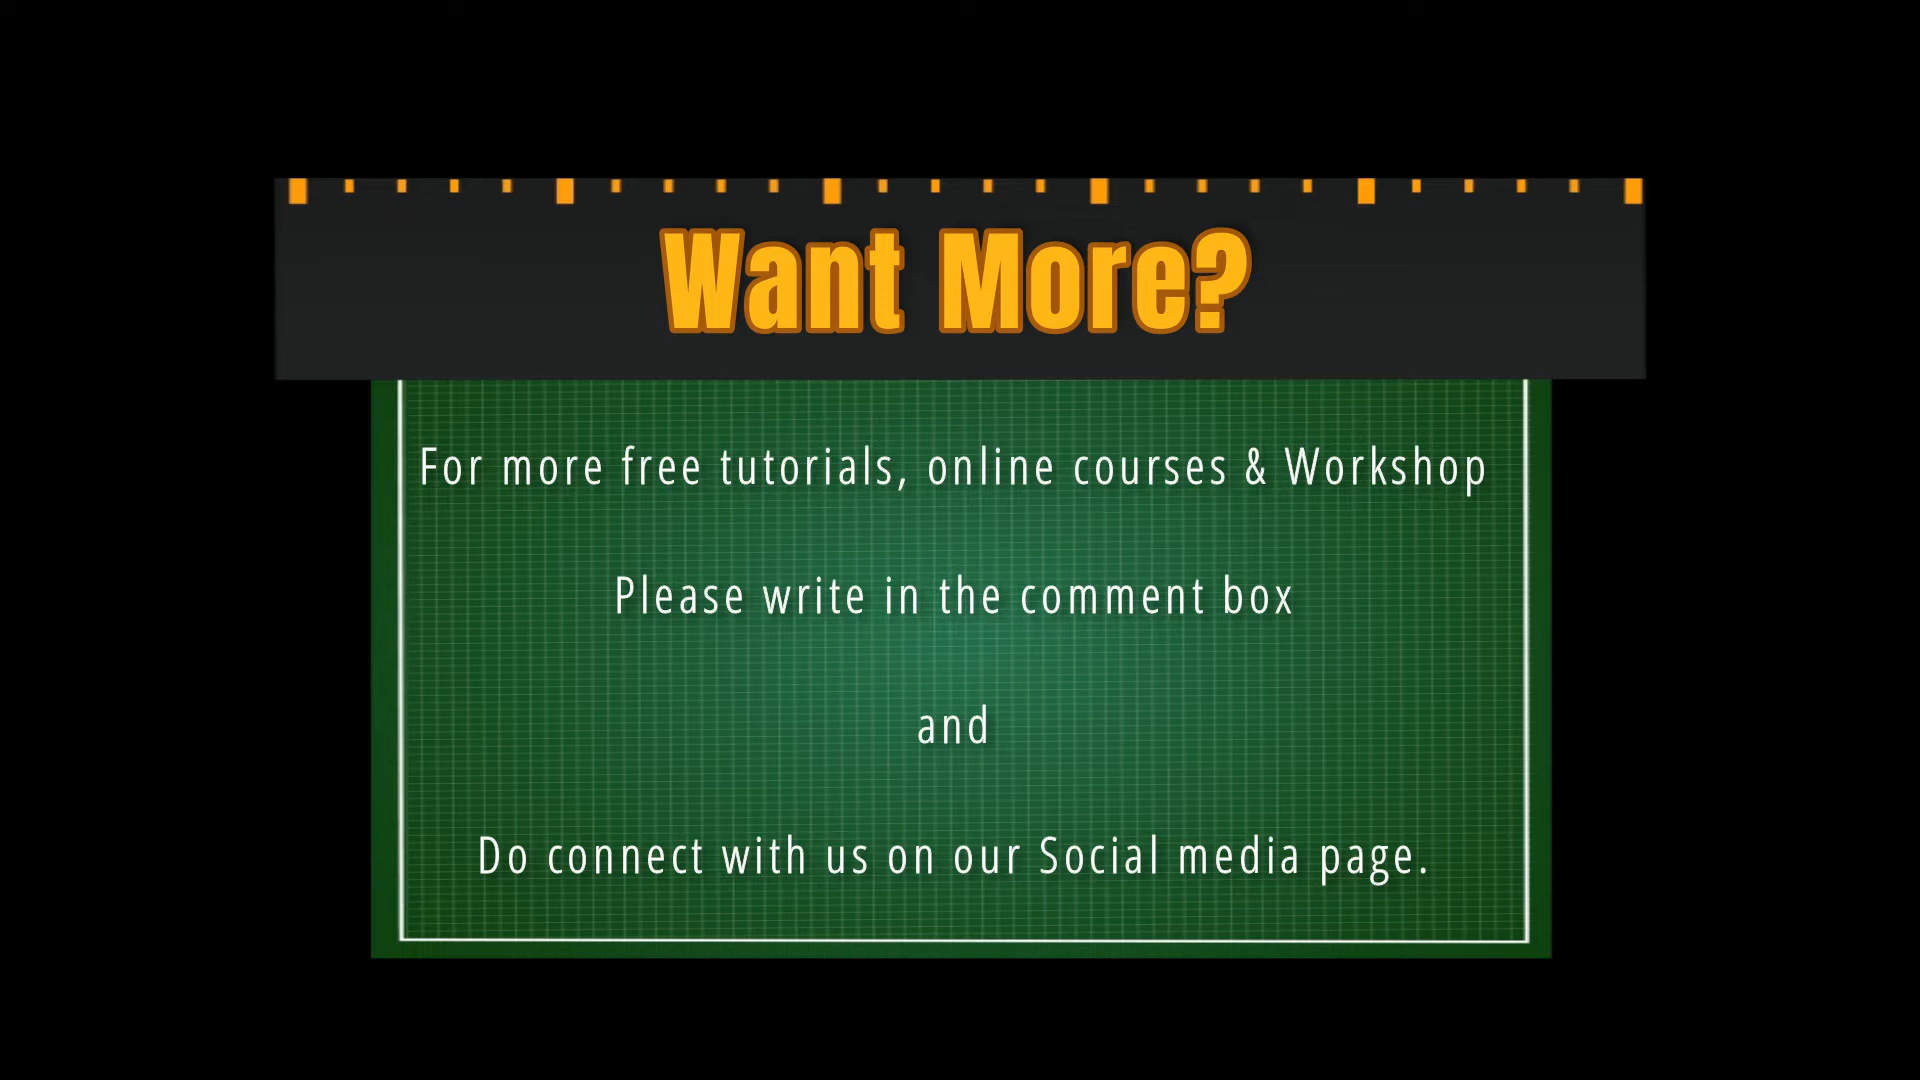 Want More?
For more free tutorials, online courses & Workshop
Please write in the comment box
and
Do connect with us on our Social media page.